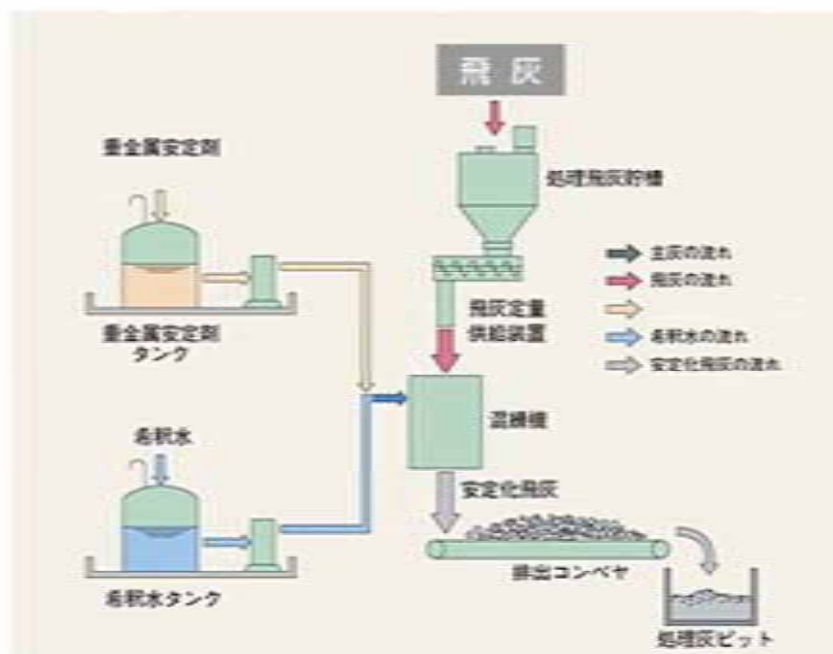 飛灰
重金属安定剤
処理飛灰貯槽
主灰の流れ
飛灰の流れ
希釈水の流れ
安定化飛灰の流れ
飛灰定量
供給装置
重金属安定剤
タンク
混練機
希釈水
安定化飛灰
排出コンベヤ
希釈水タンク
処理灰ピット